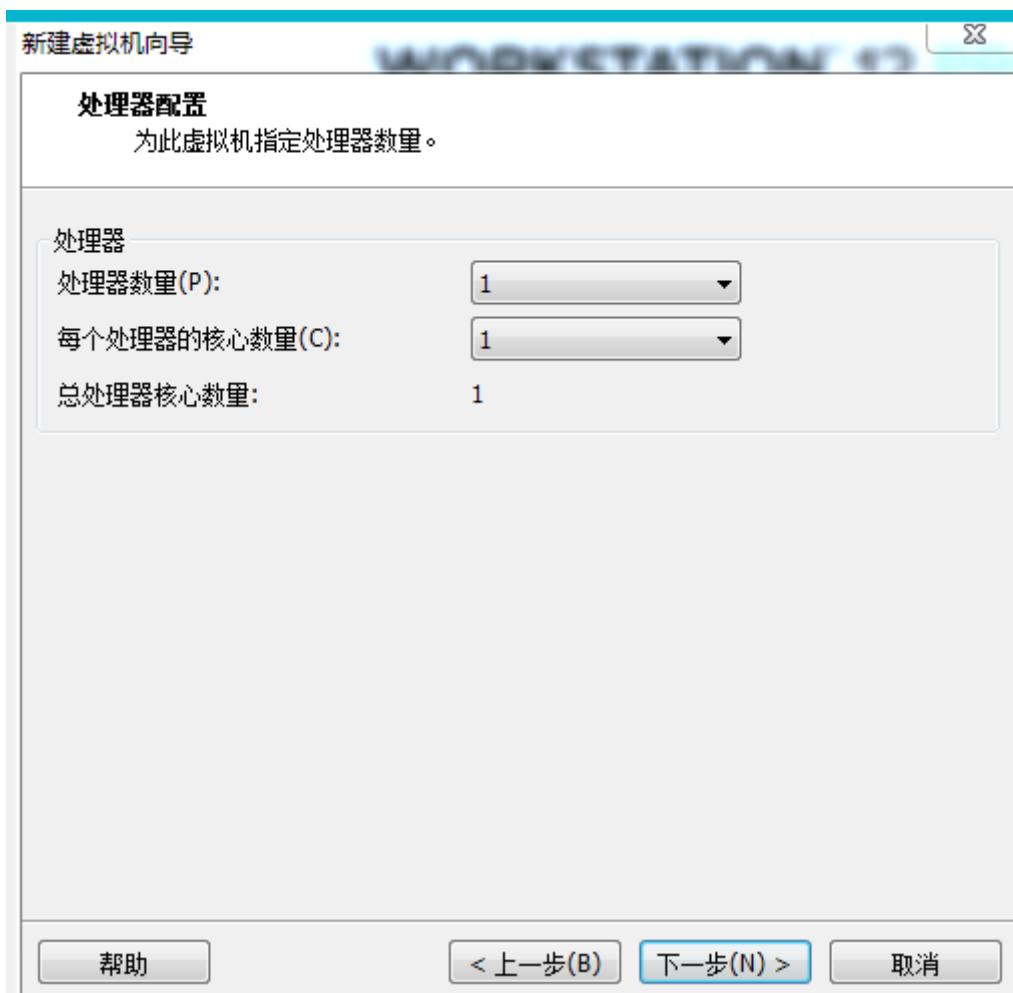 新建虚拟机向导
WORKSTATION 12
处理器配置
为此虚拟机指定处理器数量。
处理器
处理器数量(P): 1
每个处理器的核心数量(C): 1
总处理器核心数量: 1
帮助 < 上一步(B) 下一步(N) > 取消